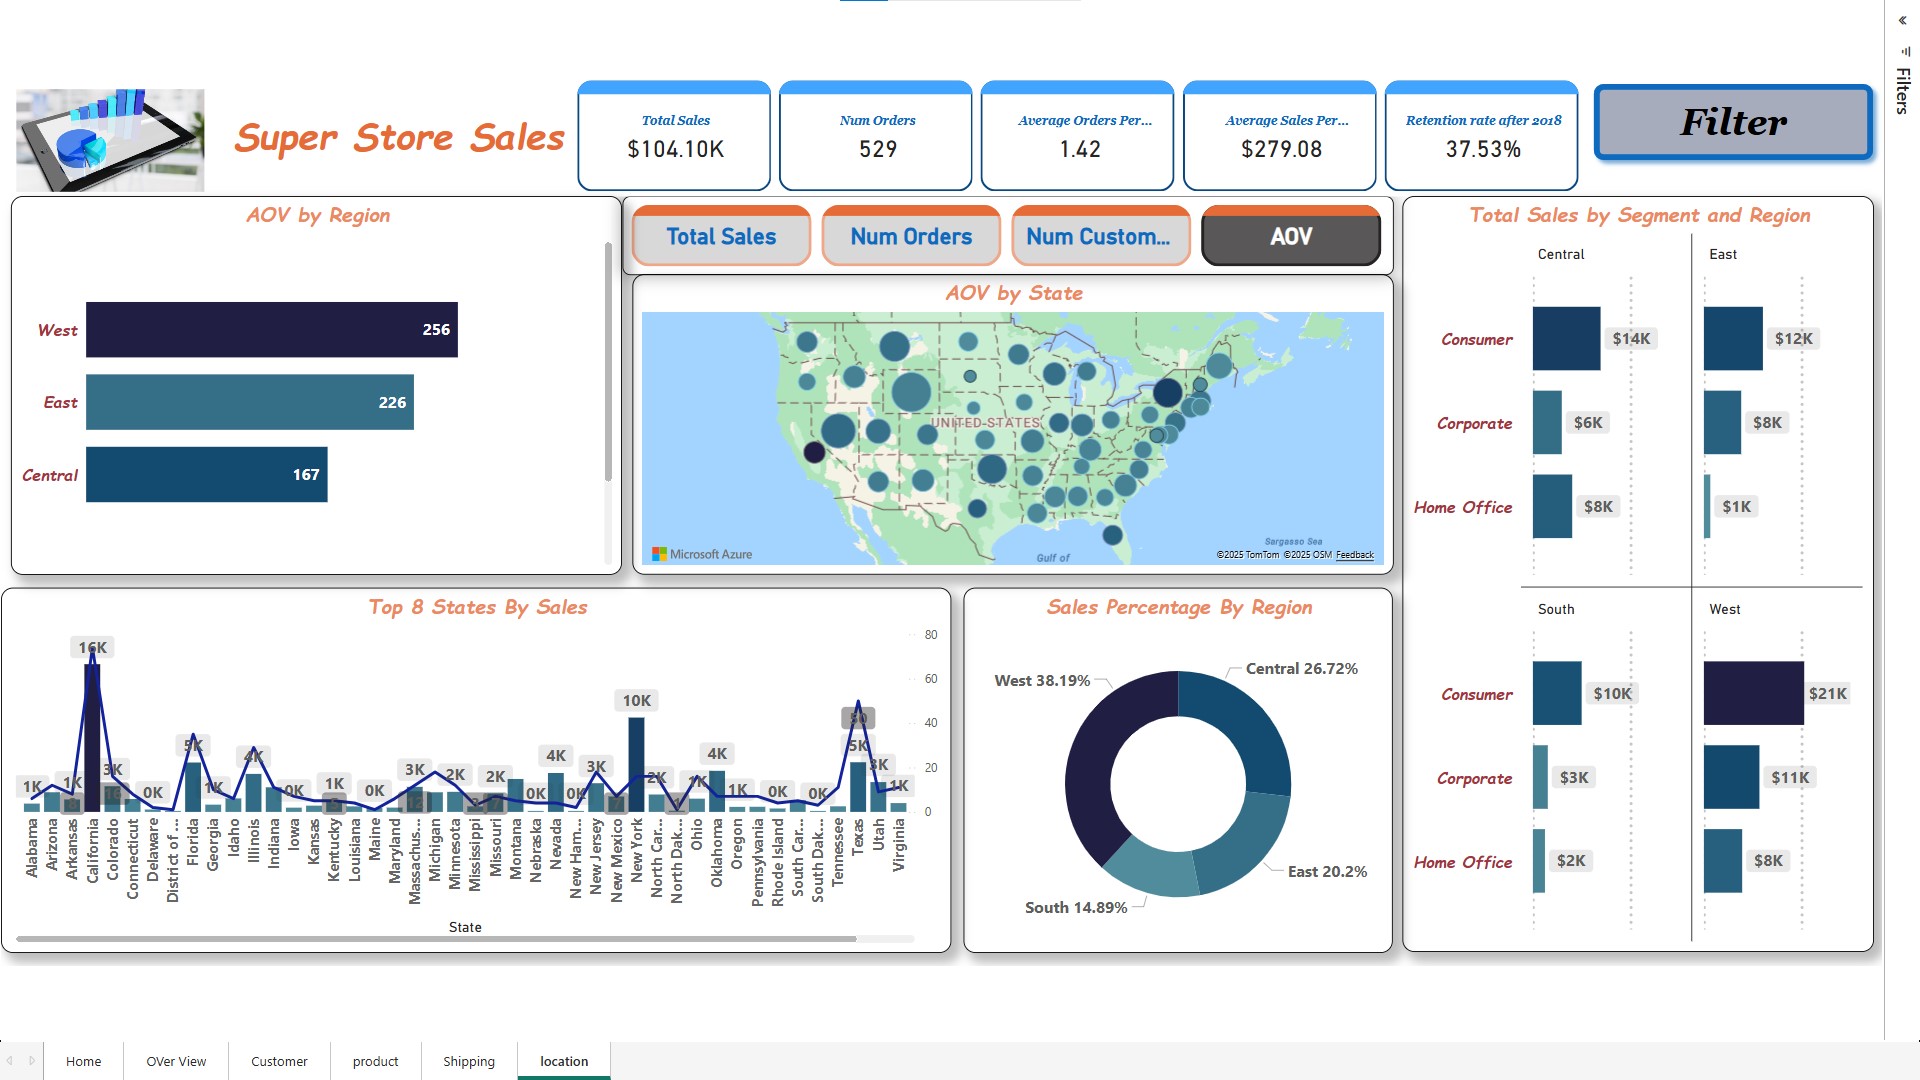 Filters
Super Store Sales
Total Sales
$104.10K
Num Orders
529
Average Orders Per...
1.42
Average Sales Per...
$279.08
Retention rate after 2018
37.53%
Filter
AOV by Region
West
256
East
226
Central
167
Total Sales
Num Orders
Num Custom...
AOV
AOV by State
UNITED STATES
Sargasso Sea
Gulf of
Microsoft Azure
©2025 TomTom ©2025 OSM Feedback
Total Sales by Segment and Region
Central
East
Consumer
$14K
$12K
Corporate
$6K
$8K
Home Office
$8K
$1K
South
West
Consumer
$10K
$21K
Corporate
$3K
$11K
Home Office
$2K
$8K
Top 8 States By Sales
80
60
40
20
0
1K
1K
16K
3K
0K
5K
1K
4K
0K
1K
0K
3K
2K
2K
0K
4K
0K
3K
10K
2K
1K
4K
1K
0K
0K
50
5K
3K
1K
Alabama
Arizona
Arkansas
California
Colorado
Connecticut
Delaware
District of ...
Florida
Georgia
Idaho
Illinois
Indiana
Iowa
Kansas
Kentucky
Louisiana
Maine
Maryland
Massachus...
Michigan
Minnesota
Mississippi
Missouri
Montana
Nebraska
Nevada
New Ham...
New Jersey
New Mexico
New York
North Car...
North Dak...
Ohio
Oklahoma
Oregon
Pennsylvania
Rhode Island
South Car...
South Dak...
Tennessee
Texas
Utah
Virginia
State
Sales Percentage By Region
West 38.19%
Central 26.72%
East 20.2%
South 14.89%
Home
OVer View
Customer
product
Shipping
location